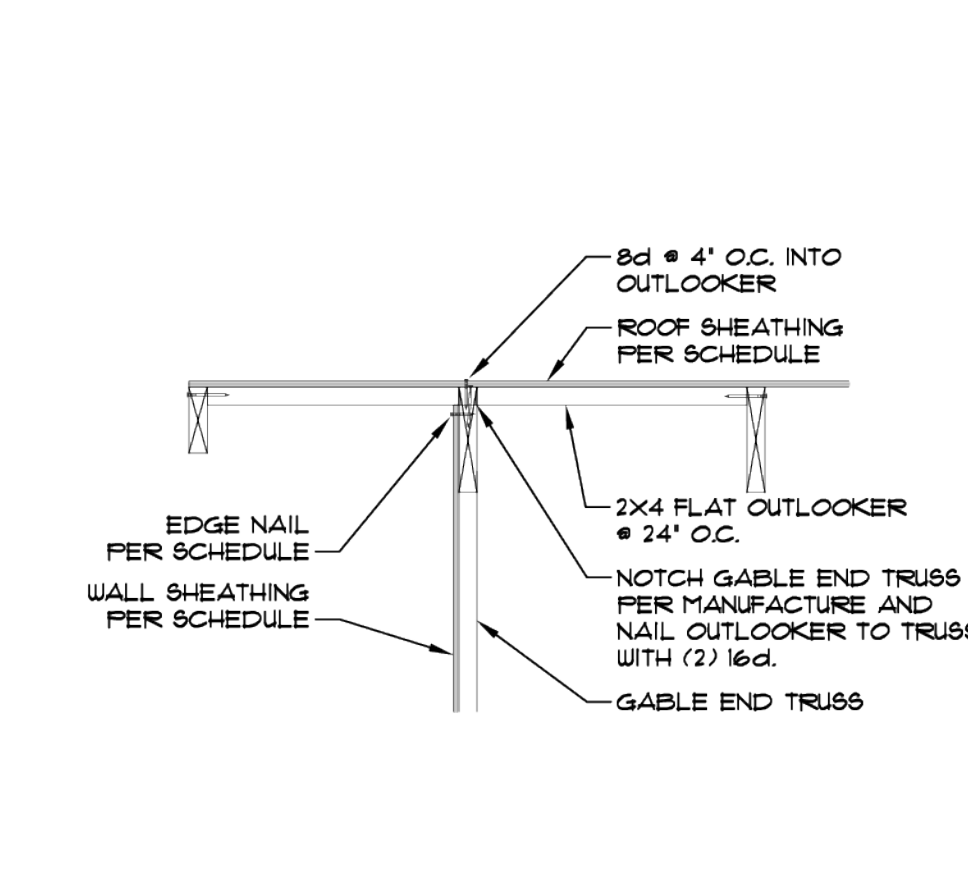 8d @ 4" O.C. INTO
OUTLOOKER
ROOF SHEATHING
PER SCHEDULE
2X4 FLAT OUTLOOKER
@ 24" O.C.
EDGE NAIL
PER SCHEDULE
NOTCH GABLE END TRUSS
PER MANUFACTURE AND
NAIL OUTLOOKER TO TRUSS
WITH (2) 16d.
WALL SHEATHING
PER SCHEDULE
GABLE END TRUSS